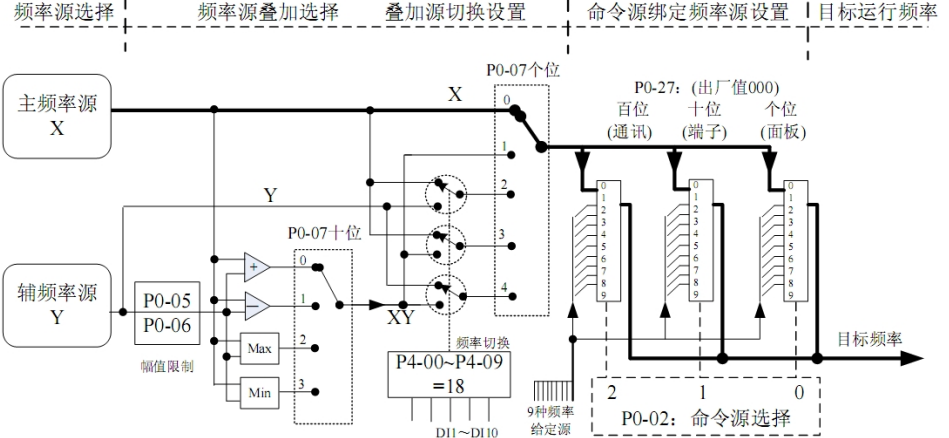 频率源选择
频率源叠加选择
叠加源切换设置
命令源绑定频率源设置
目标运行频率
主频率源
X
辅频率源
Y
P0-05
P0-06
幅值限制
X
Y
+
—
Max
Min
P0-07十位
0
1
2
3
XY
P0-07个位
0
1
2
3
4
频率切换
P4-00~P4-09
=18
DI1～DI10
P0-27：(出厂值000)
百位
(通讯)
十位
(端子)
个位
(面板)
0
1
2
3
4
5
6
7
8
9
0
1
2
3
4
5
6
7
8
9
0
1
2
3
4
5
6
7
8
9
9种频率
给定源
目标频率
2 1 0
P0-02：命令源选择